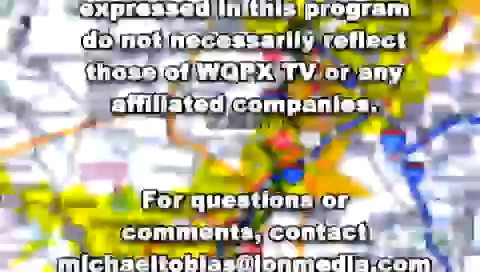 expressed in this program
do not necessarily reflect
those of WQPX TV or any
affiliated companies.
For questions or
comments, contact
michaeltobias@ionmedia.com